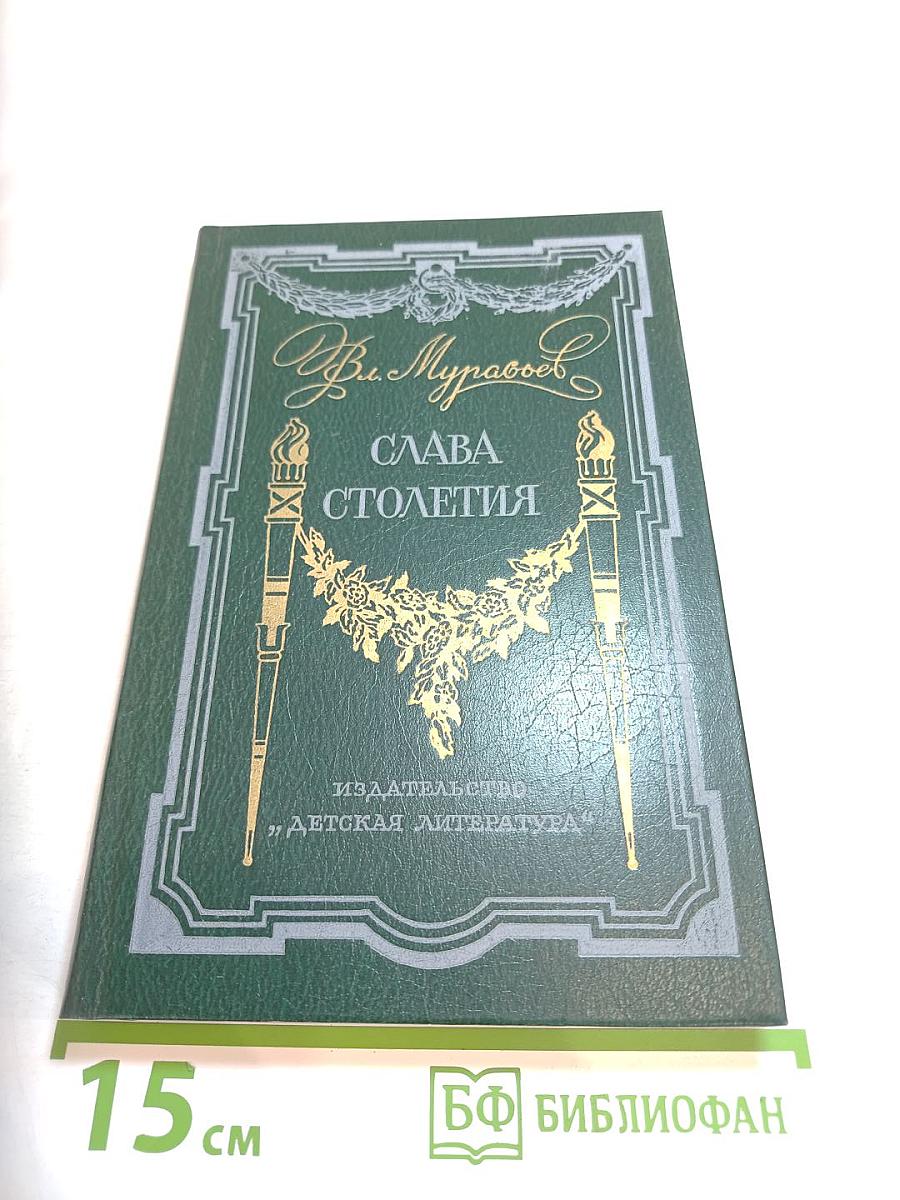 Вл. Муравьев
СЛАВА
СТОЛЕТИЯ
ИЗДАТЕЛЬСТВО
„ДЕТСКАЯ ЛИТЕРАТУРА“
15 см
БФ БИБЛИОФАН